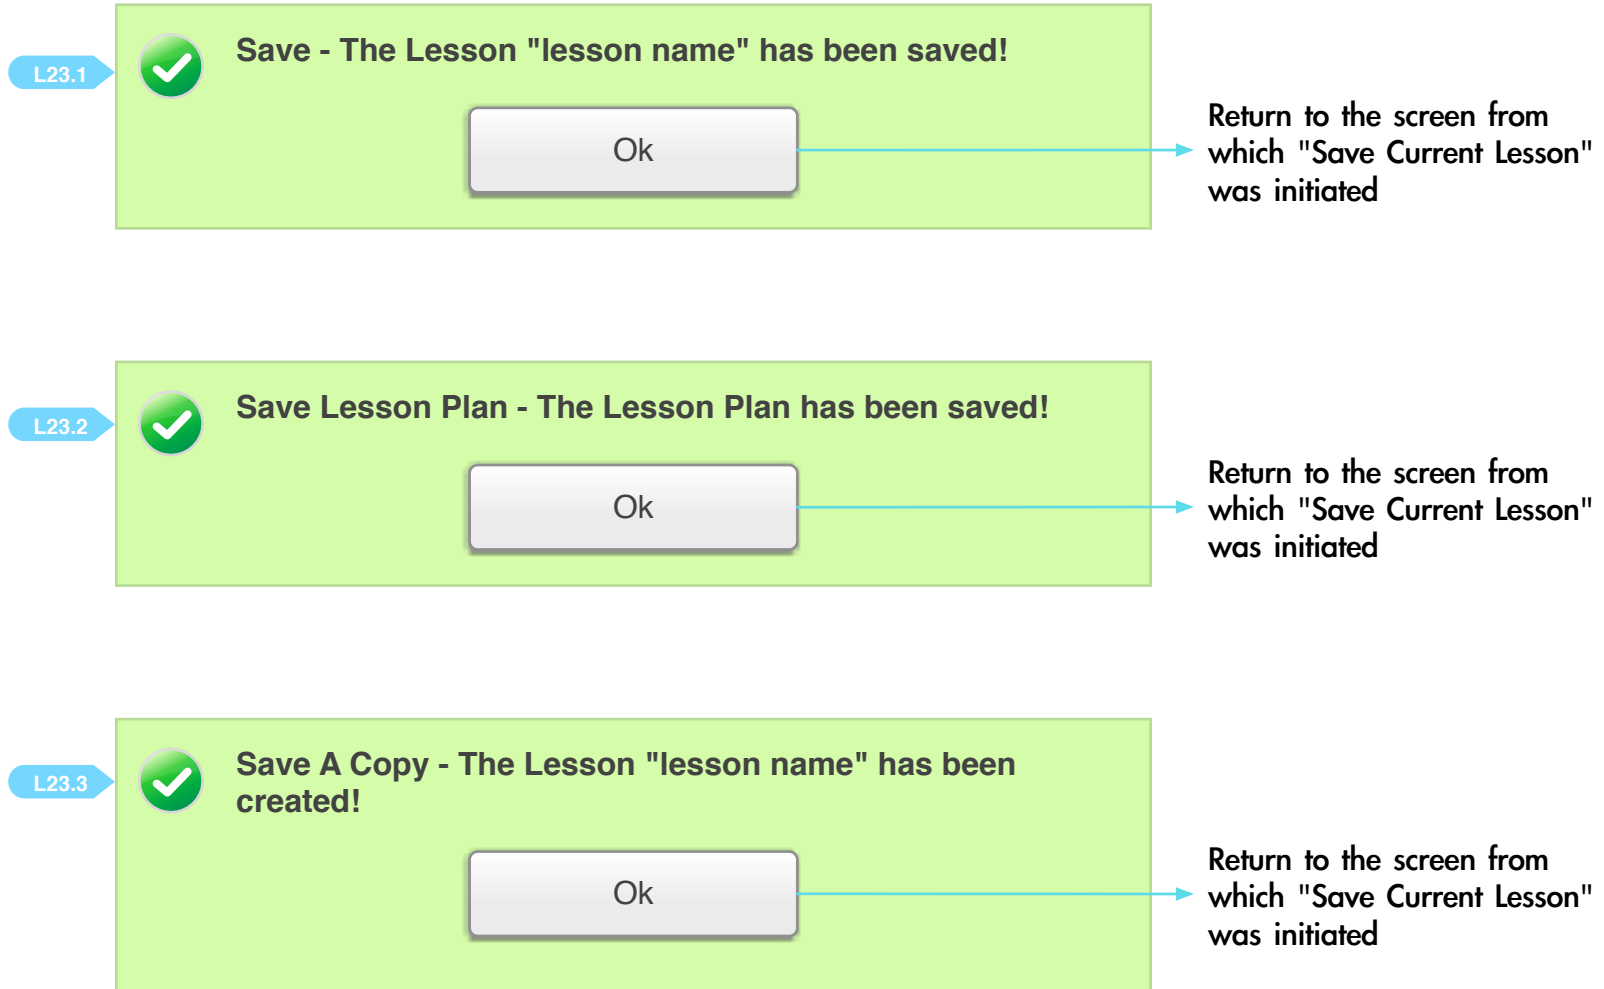 L23.1
Save - The Lesson "lesson name" has been saved!
Ok
Return to the screen from
which "Save Current Lesson"
was initiated
L23.2
Save Lesson Plan - The Lesson Plan has been saved!
Ok
Return to the screen from
which "Save Current Lesson"
was initiated
L23.3
Save A Copy - The Lesson "lesson name" has been
created!
Ok
Return to the screen from
which "Save Current Lesson"
was initiated